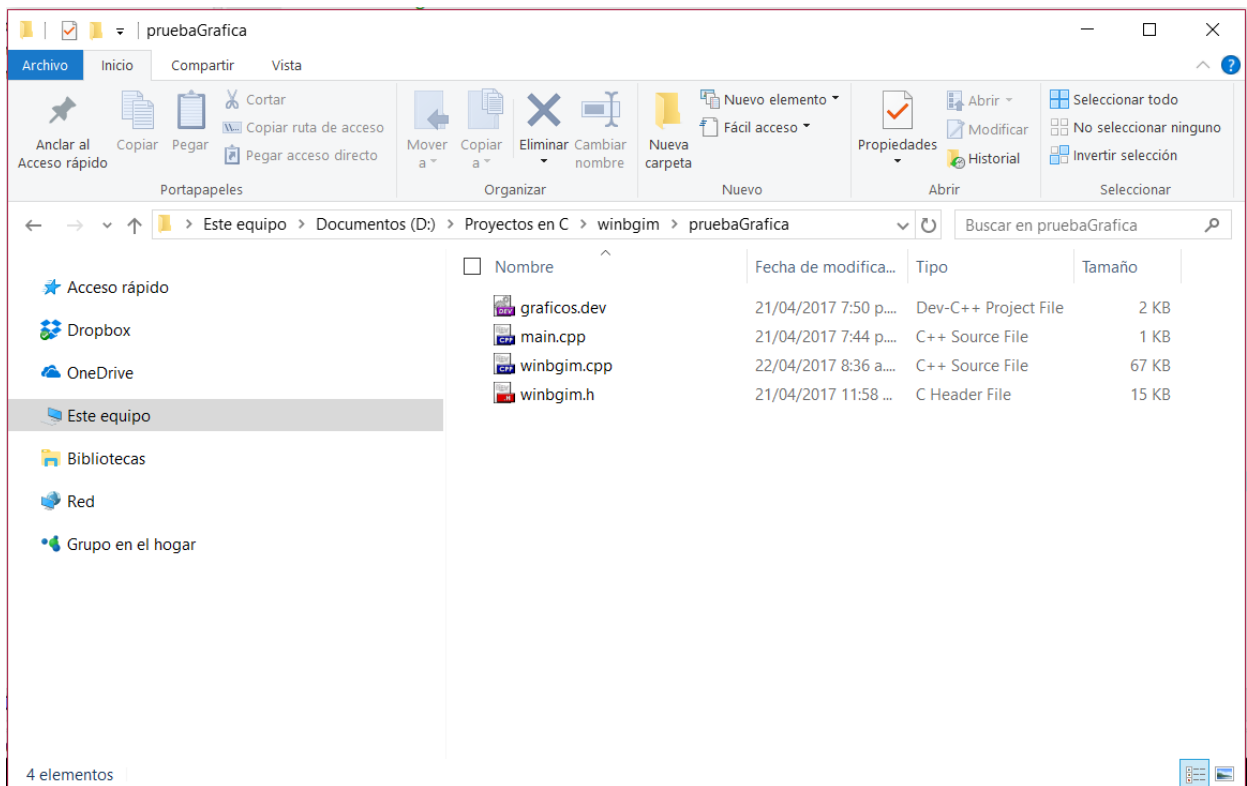 pruebaGrafica
Archivo Inicio Compartir Vista
Anclar al Acceso rápido
Copiar
Pegar
Cortar
Copiar ruta de acceso
Pegar acceso directo
Portapapeles
Mover a
Copiar a
Eliminar
Cambiar nombre
Organizar
Nueva carpeta
Nuevo elemento
Fácil acceso
Nuevo
Propiedades
Abrir
Modificar
Historial
Abrir
Seleccionar todo
No seleccionar ninguno
Invertir selección
Seleccionar
Este equipo > Documentos (D:) > Proyectos en C > winbgim > pruebaGrafica
Buscar en pruebaGrafica
Acceso rápido
Dropbox
OneDrive
Este equipo
Bibliotecas
Red
Grupo en el hogar
Nombre Fecha de modifica... Tipo Tamaño
graficos.dev 21/04/2017 7:50 p.... Dev-C++ Project File 2 KB
main.cpp 21/04/2017 7:44 p.... C++ Source File 1 KB
winbgim.cpp 22/04/2017 8:36 a.... C++ Source File 67 KB
winbgim.h 21/04/2017 11:58 ... C Header File 15 KB
4 elementos